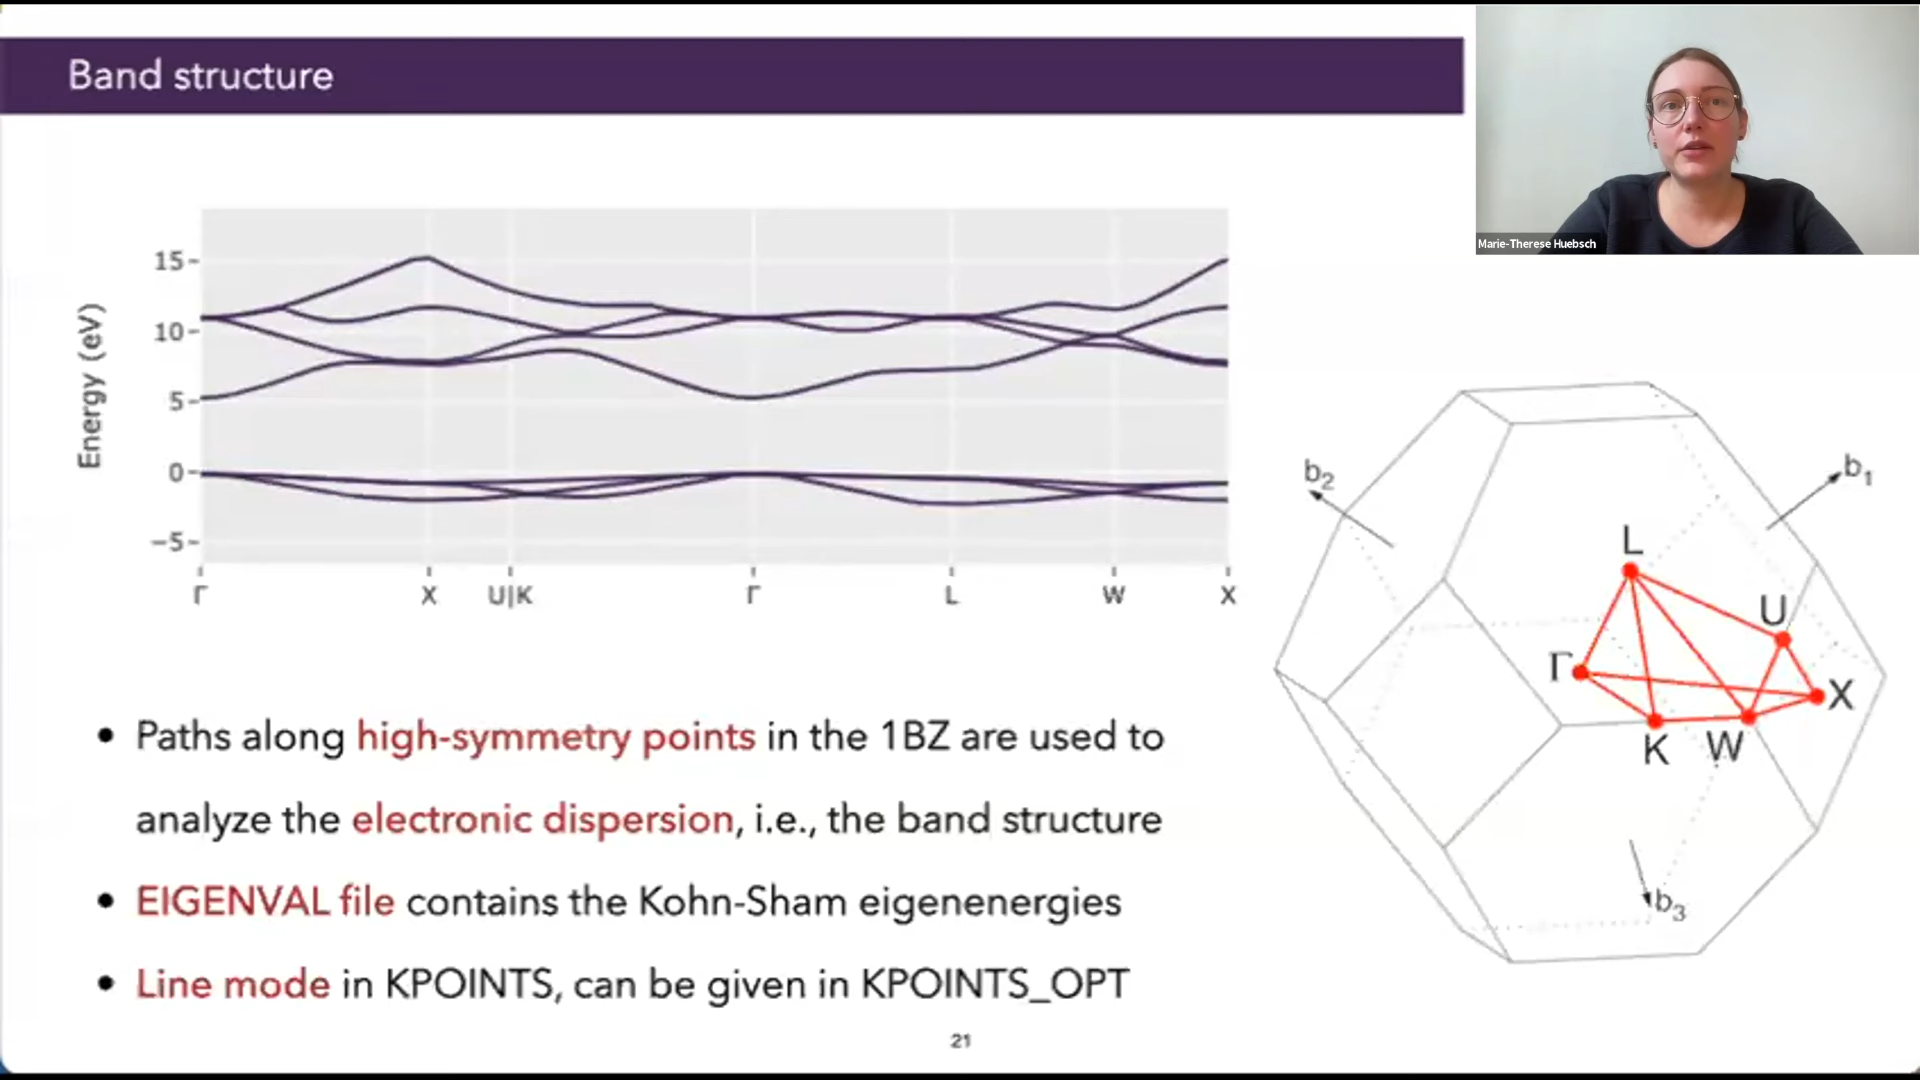 Band structure
Marie-Therese Huebsch
Energy (eV)
15
10
5
0
−5
Γ X U|K Γ L W X
b₂
b₁
L
U
Γ
X
K
W
b₃
• Paths along high-symmetry points in the 1BZ are used to
analyze the electronic dispersion, i.e., the band structure
• EIGENVAL file contains the Kohn-Sham eigenenergies
• Line mode in KPOINTS, can be given in KPOINTS_OPT
21